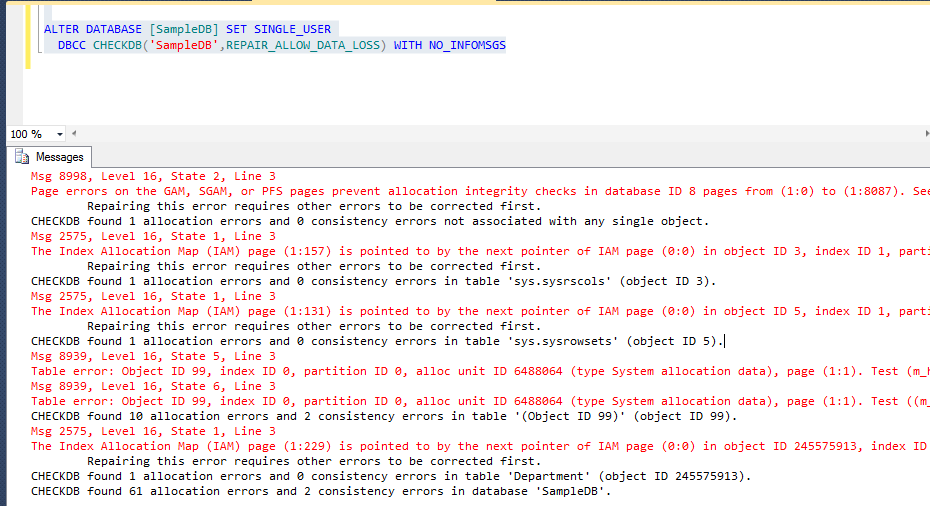 ALTER DATABASE [SampleDB] SET SINGLE_USER
DBCC CHECKDB('SampleDB',REPAIR_ALLOW_DATA_LOSS) WITH NO_INFOMSGS
100 %
Messages
Msg 8998, Level 16, State 2, Line 3
Page errors on the GAM, SGAM, or PFS pages prevent allocation integrity checks in database ID 8 pages from (1:0) to (1:8087). See
Repairing this error requires other errors to be corrected first.
CHECKDB found 1 allocation errors and 0 consistency errors not associated with any single object.
Msg 2575, Level 16, State 1, Line 3
The Index Allocation Map (IAM) page (1:157) is pointed to by the next pointer of IAM page (0:0) in object ID 3, index ID 1, parti
Repairing this error requires other errors to be corrected first.
CHECKDB found 1 allocation errors and 0 consistency errors in table 'sys.sysrscols' (object ID 3).
Msg 2575, Level 16, State 1, Line 3
The Index Allocation Map (IAM) page (1:131) is pointed to by the next pointer of IAM page (0:0) in object ID 5, index ID 1, parti
Repairing this error requires other errors to be corrected first.
CHECKDB found 1 allocation errors and 0 consistency errors in table 'sys.sysrowsets' (object ID 5).
Msg 8939, Level 16, State 5, Line 3
Table error: Object ID 99, index ID 0, partition ID 0, alloc unit ID 6488064 (type System allocation data), page (1:1). Test (m_h
Msg 8939, Level 16, State 6, Line 3
Table error: Object ID 99, index ID 0, partition ID 0, alloc unit ID 6488064 (type System allocation data), page (1:1). Test ((m_
CHECKDB found 10 allocation errors and 2 consistency errors in table '(Object ID 99)' (object ID 99).
Msg 2575, Level 16, State 1, Line 3
The Index Allocation Map (IAM) page (1:229) is pointed to by the next pointer of IAM page (0:0) in object ID 245575913, index ID
Repairing this error requires other errors to be corrected first.
CHECKDB found 1 allocation errors and 0 consistency errors in table 'Department' (object ID 245575913).
CHECKDB found 61 allocation errors and 2 consistency errors in database 'SampleDB'.